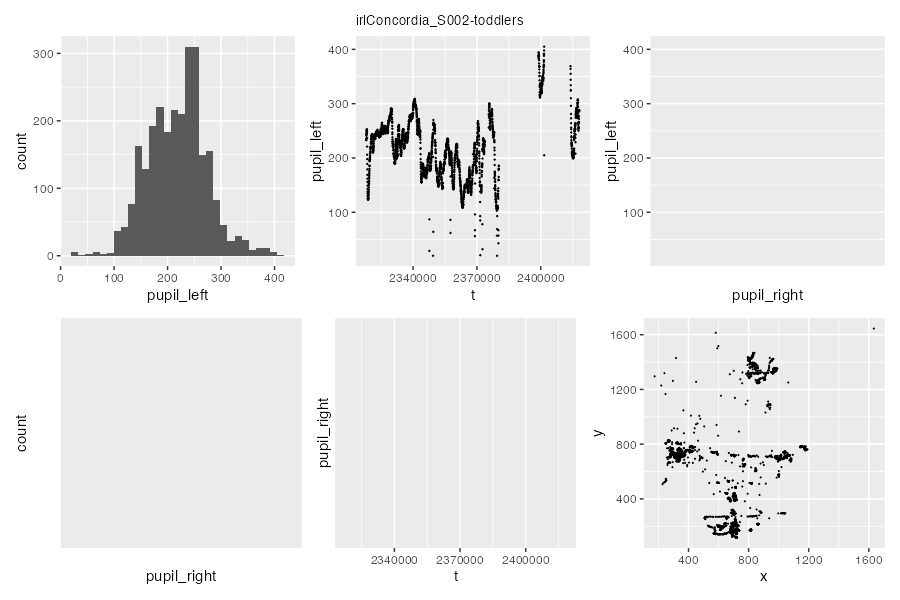 irlConcordia_S002-toddlers
count
300
200
100
0
0 100 200 300 400
pupil_left
pupil_left
400
300
200
100
2340000 2370000 2400000
t
pupil_left
400
300
200
100
pupil_right
count
pupil_right
pupil_right
2340000 2370000 2400000
t
y
1600
1200
800
400
400 800 1200 1600
x